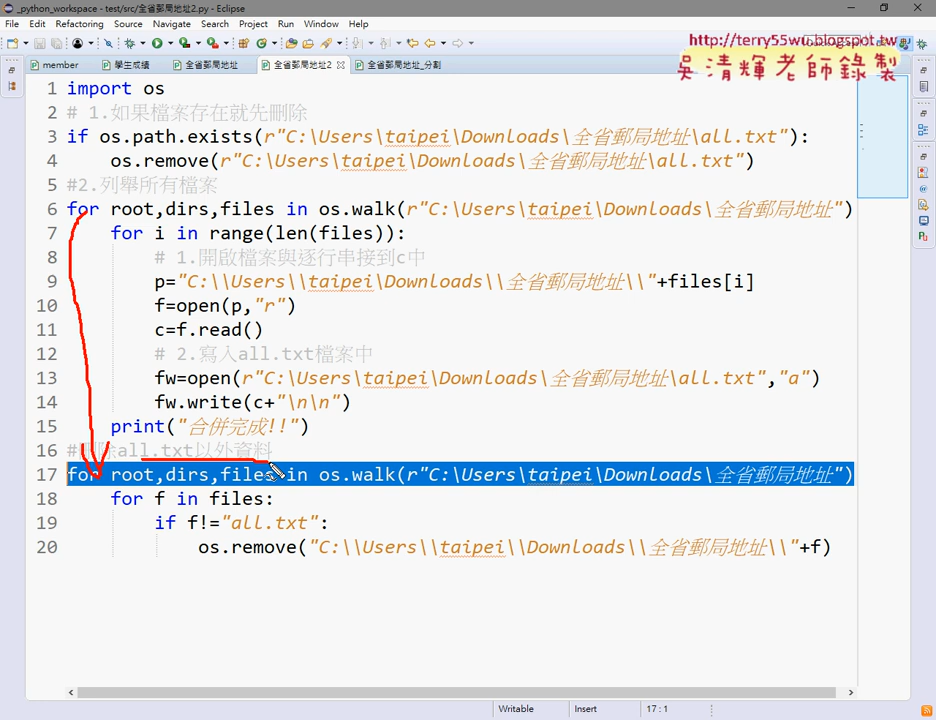 _python_workspace - test/src/全省郵局地址2.py - Eclipse
File Edit Refactoring Source Navigate Search Project Run Window Help
http://terry55wu.blogspot.tw
吳清輝老師錄製
member 學生成績 全省郵局地址 全省郵局地址2 全省郵局地址_分割
1 import os
2 # 1.如果檔案存在就先刪除
3 if os.path.exists(r"C:\Users\taipei\Downloads\全省郵局地址\all.txt"):
4 os.remove(r"C:\Users\taipei\Downloads\全省郵局地址\all.txt")
5 #2.列舉所有檔案
6 for root,dirs,files in os.walk(r"C:\Users\taipei\Downloads\全省郵局地址")
7 for i in range(len(files)):
8 # 1.開啟檔案與逐行串接到c中
9 p="C:\\Users\\taipei\\Downloads\\全省郵局地址\\"+files[i]
10 f=open(p,"r")
11 c=f.read()
12 # 2.寫入all.txt檔案中
13 fw=open(r"C:\Users\taipei\Downloads\全省郵局地址\all.txt","a")
14 fw.write(c+"\n\n")
15 print("合併完成!!")
16 #刪除all.txt以外資料
17 for root,dirs,files in os.walk(r"C:\Users\taipei\Downloads\全省郵局地址")
18 for f in files:
19 if f!="all.txt":
20 os.remove("C:\\Users\\taipei\\Downloads\\全省郵局地址\\"+f)
Writable Insert 17 : 1